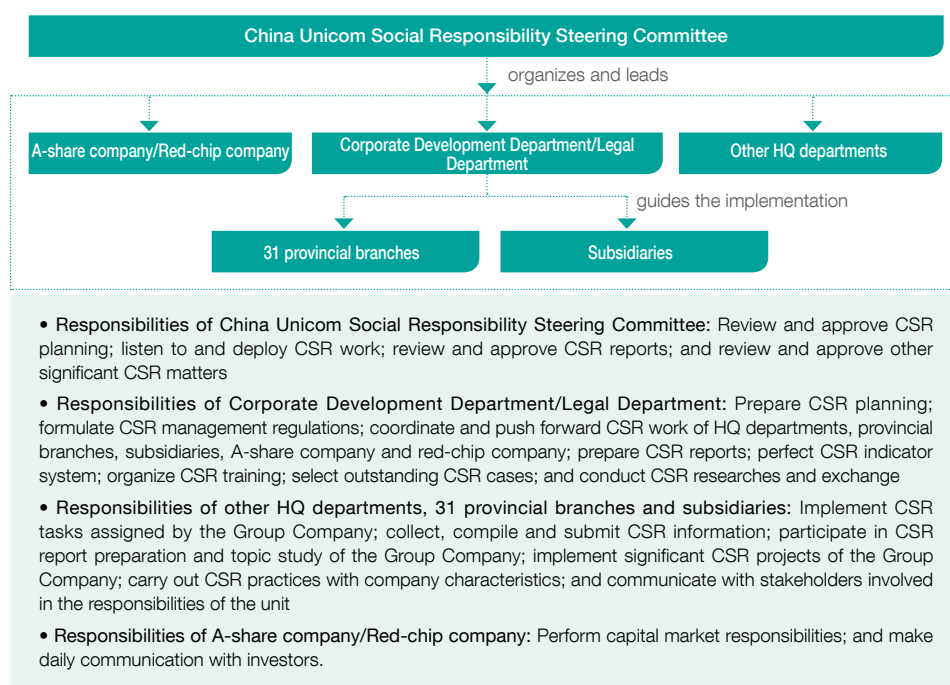 China Unicom Social Responsibility Steering Committee
organizes and leads
A-share company/Red-chip company
Corporate Development Department/Legal
Department
Other HQ departments
guides the implementation
31 provincial branches
Subsidiaries
• Responsibilities of China Unicom Social Responsibility Steering Committee: Review and approve CSR
planning; listen to and deploy CSR work; review and approve CSR reports; and review and approve other
significant CSR matters
• Responsibilities of Corporate Development Department/Legal Department: Prepare CSR planning;
formulate CSR management regulations; coordinate and push forward CSR work of HQ departments, provincial
branches, subsidiaries, A-share company and red-chip company; prepare CSR reports; perfect CSR indicator
system; organize CSR training; select outstanding CSR cases; and conduct CSR researches and exchange
• Responsibilities of other HQ departments, 31 provincial branches and subsidiaries: Implement CSR
tasks assigned by the Group Company; collect, compile and submit CSR information; participate in CSR
report preparation and topic study of the Group Company; implement significant CSR projects of the Group
Company; carry out CSR practices with company characteristics; and communicate with stakeholders involved
in the responsibilities of the unit
• Responsibilities of A-share company/Red-chip company: Perform capital market responsibilities; and make
daily communication with investors.